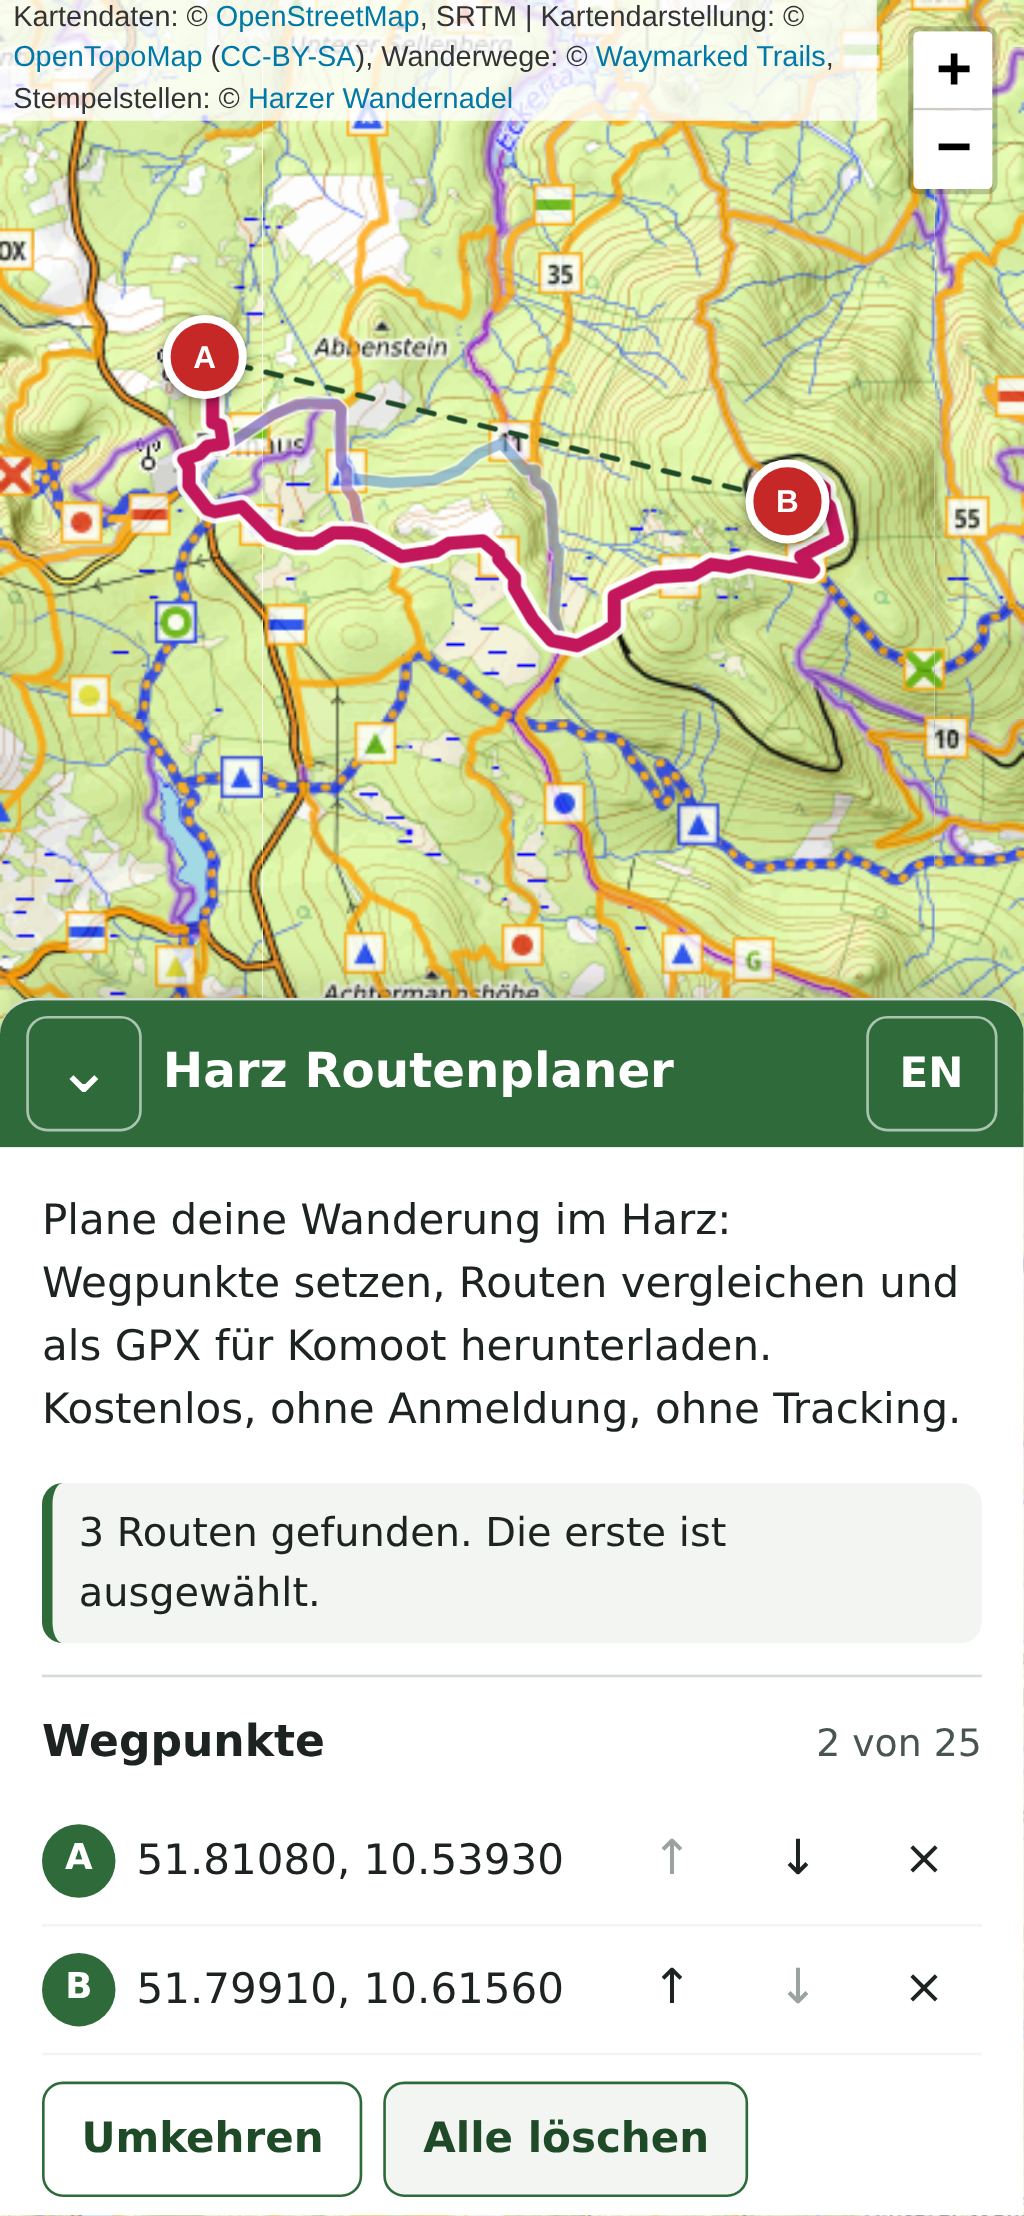 Kartendaten: © OpenStreetMap, SRTM | Kartendarstellung: ©
OpenTopoMap (CC-BY-SA), Wanderwege: © Waymarked Trails,
Stempelstellen: © Harzer Wandernadel
+
−
35
Abbenstein
A
B
55
10
G
Achtermannshöhe
Harz Routenplaner
EN
Plane deine Wanderung im Harz:
Wegpunkte setzen, Routen vergleichen und
als GPX für Komoot herunterladen.
Kostenlos, ohne Anmeldung, ohne Tracking.
3 Routen gefunden. Die erste ist
ausgewählt.
Wegpunkte
2 von 25
A 51.81080, 10.53930 ↑ ↓ ×
B 51.79910, 10.61560 ↑ ↓ ×
Umkehren Alle löschen